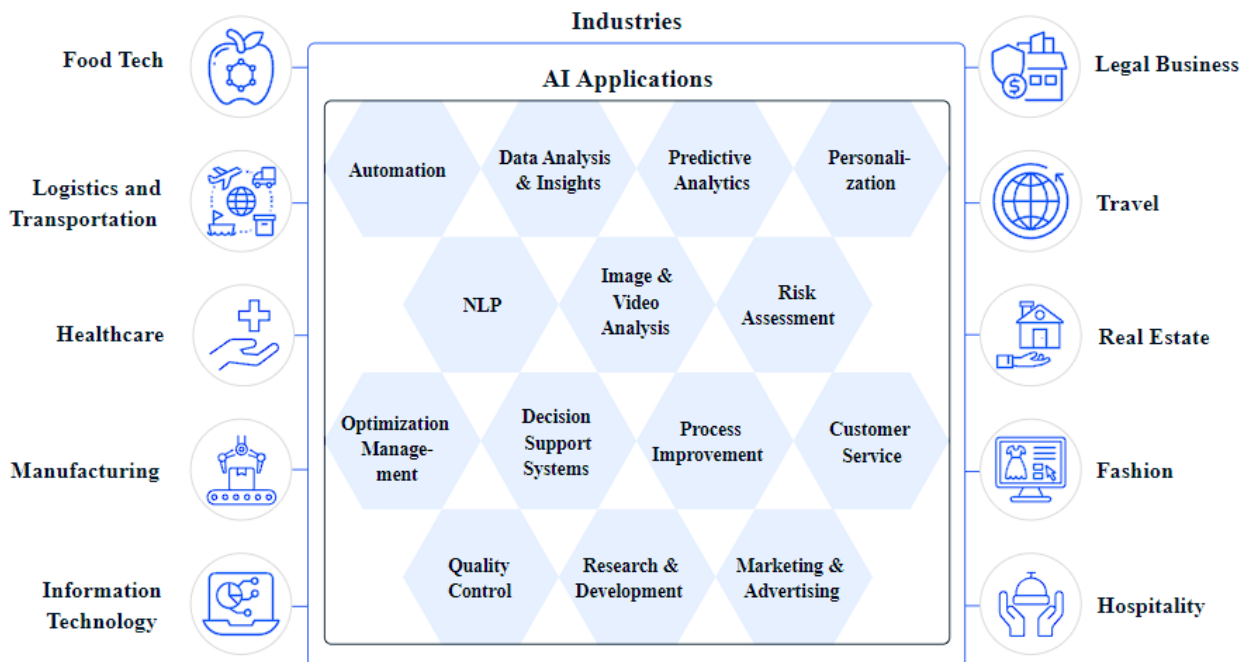 Industries
Food Tech
Legal Business
AI Applications
Automation
Data Analysis
& Insights
Predictive
Analytics
Personali-
zation
Logistics and
Transportation
Travel
NLP
Image &
Video
Analysis
Risk
Assessment
Healthcare
Real Estate
Optimization
Manage-
ment
Decision
Support
Systems
Process
Improvement
Customer
Service
Manufacturing
Fashion
Quality
Control
Research &
Development
Marketing &
Advertising
Information
Technology
Hospitality
$